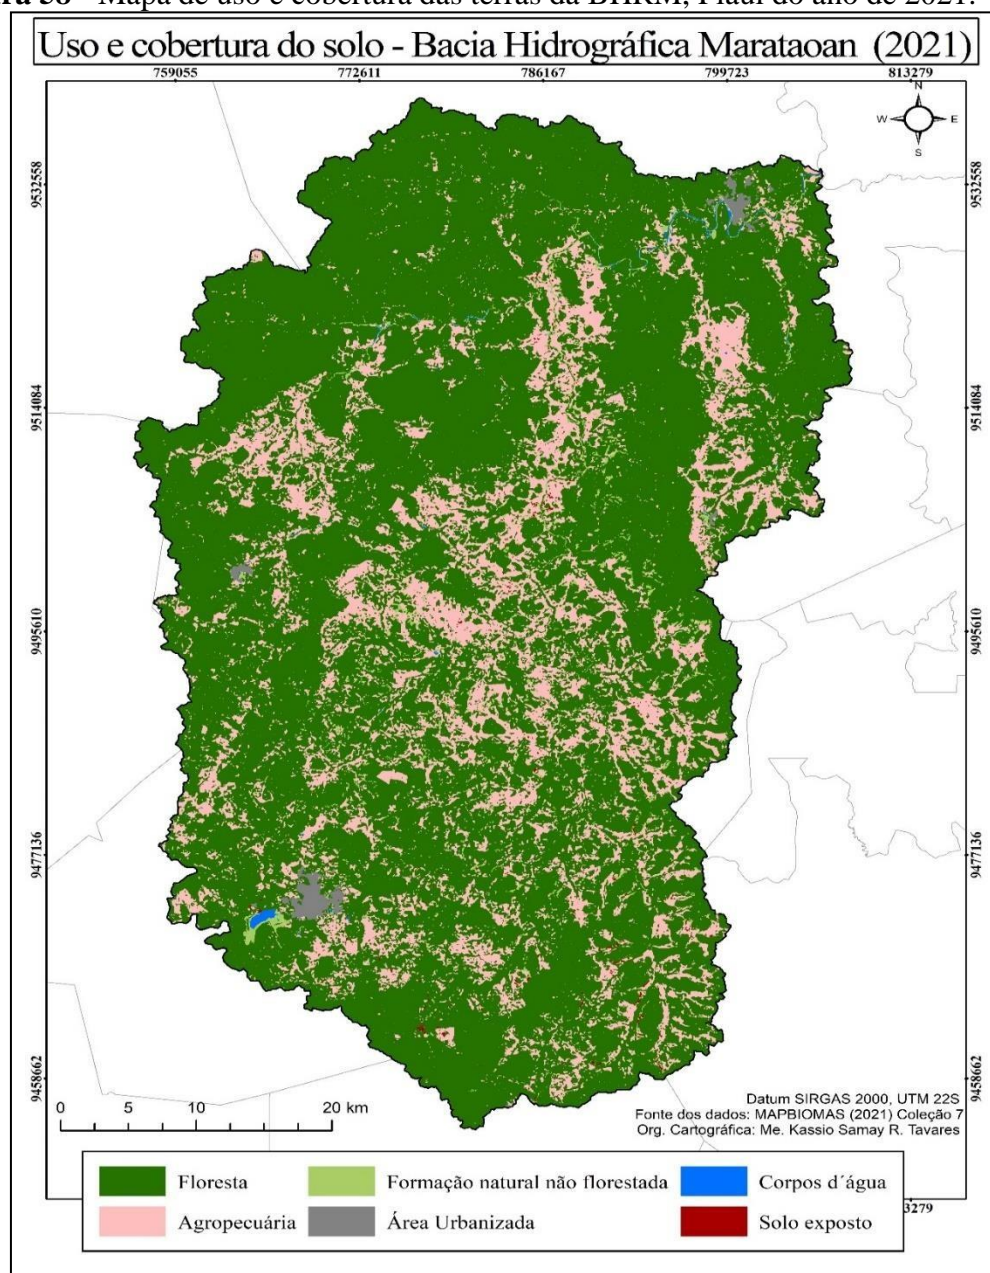 ra 38 - Mapa de uso e cobertura das terras da BHRM, Piauí do ano de 2021.
Uso e cobertura do solo - Bacia Hidrográfica Marataoan (2021)
759055 772611 786167 799723 813279
N
W E
S
9532558 9532558
9514084 9514084
9495610 9495610
9477136 9477136
9458662 9458662
0 5 10 20 km
Datum SIRGAS 2000, UTM 22S
Fonte dos dados: MAPBIOMAS (2021) Coleção 7
Org. Cartográfica: Me. Kassio Samay R. Tavares
3279
Floresta Formação natural não florestada Corpos d´água
Agropecuária Área Urbanizada Solo exposto